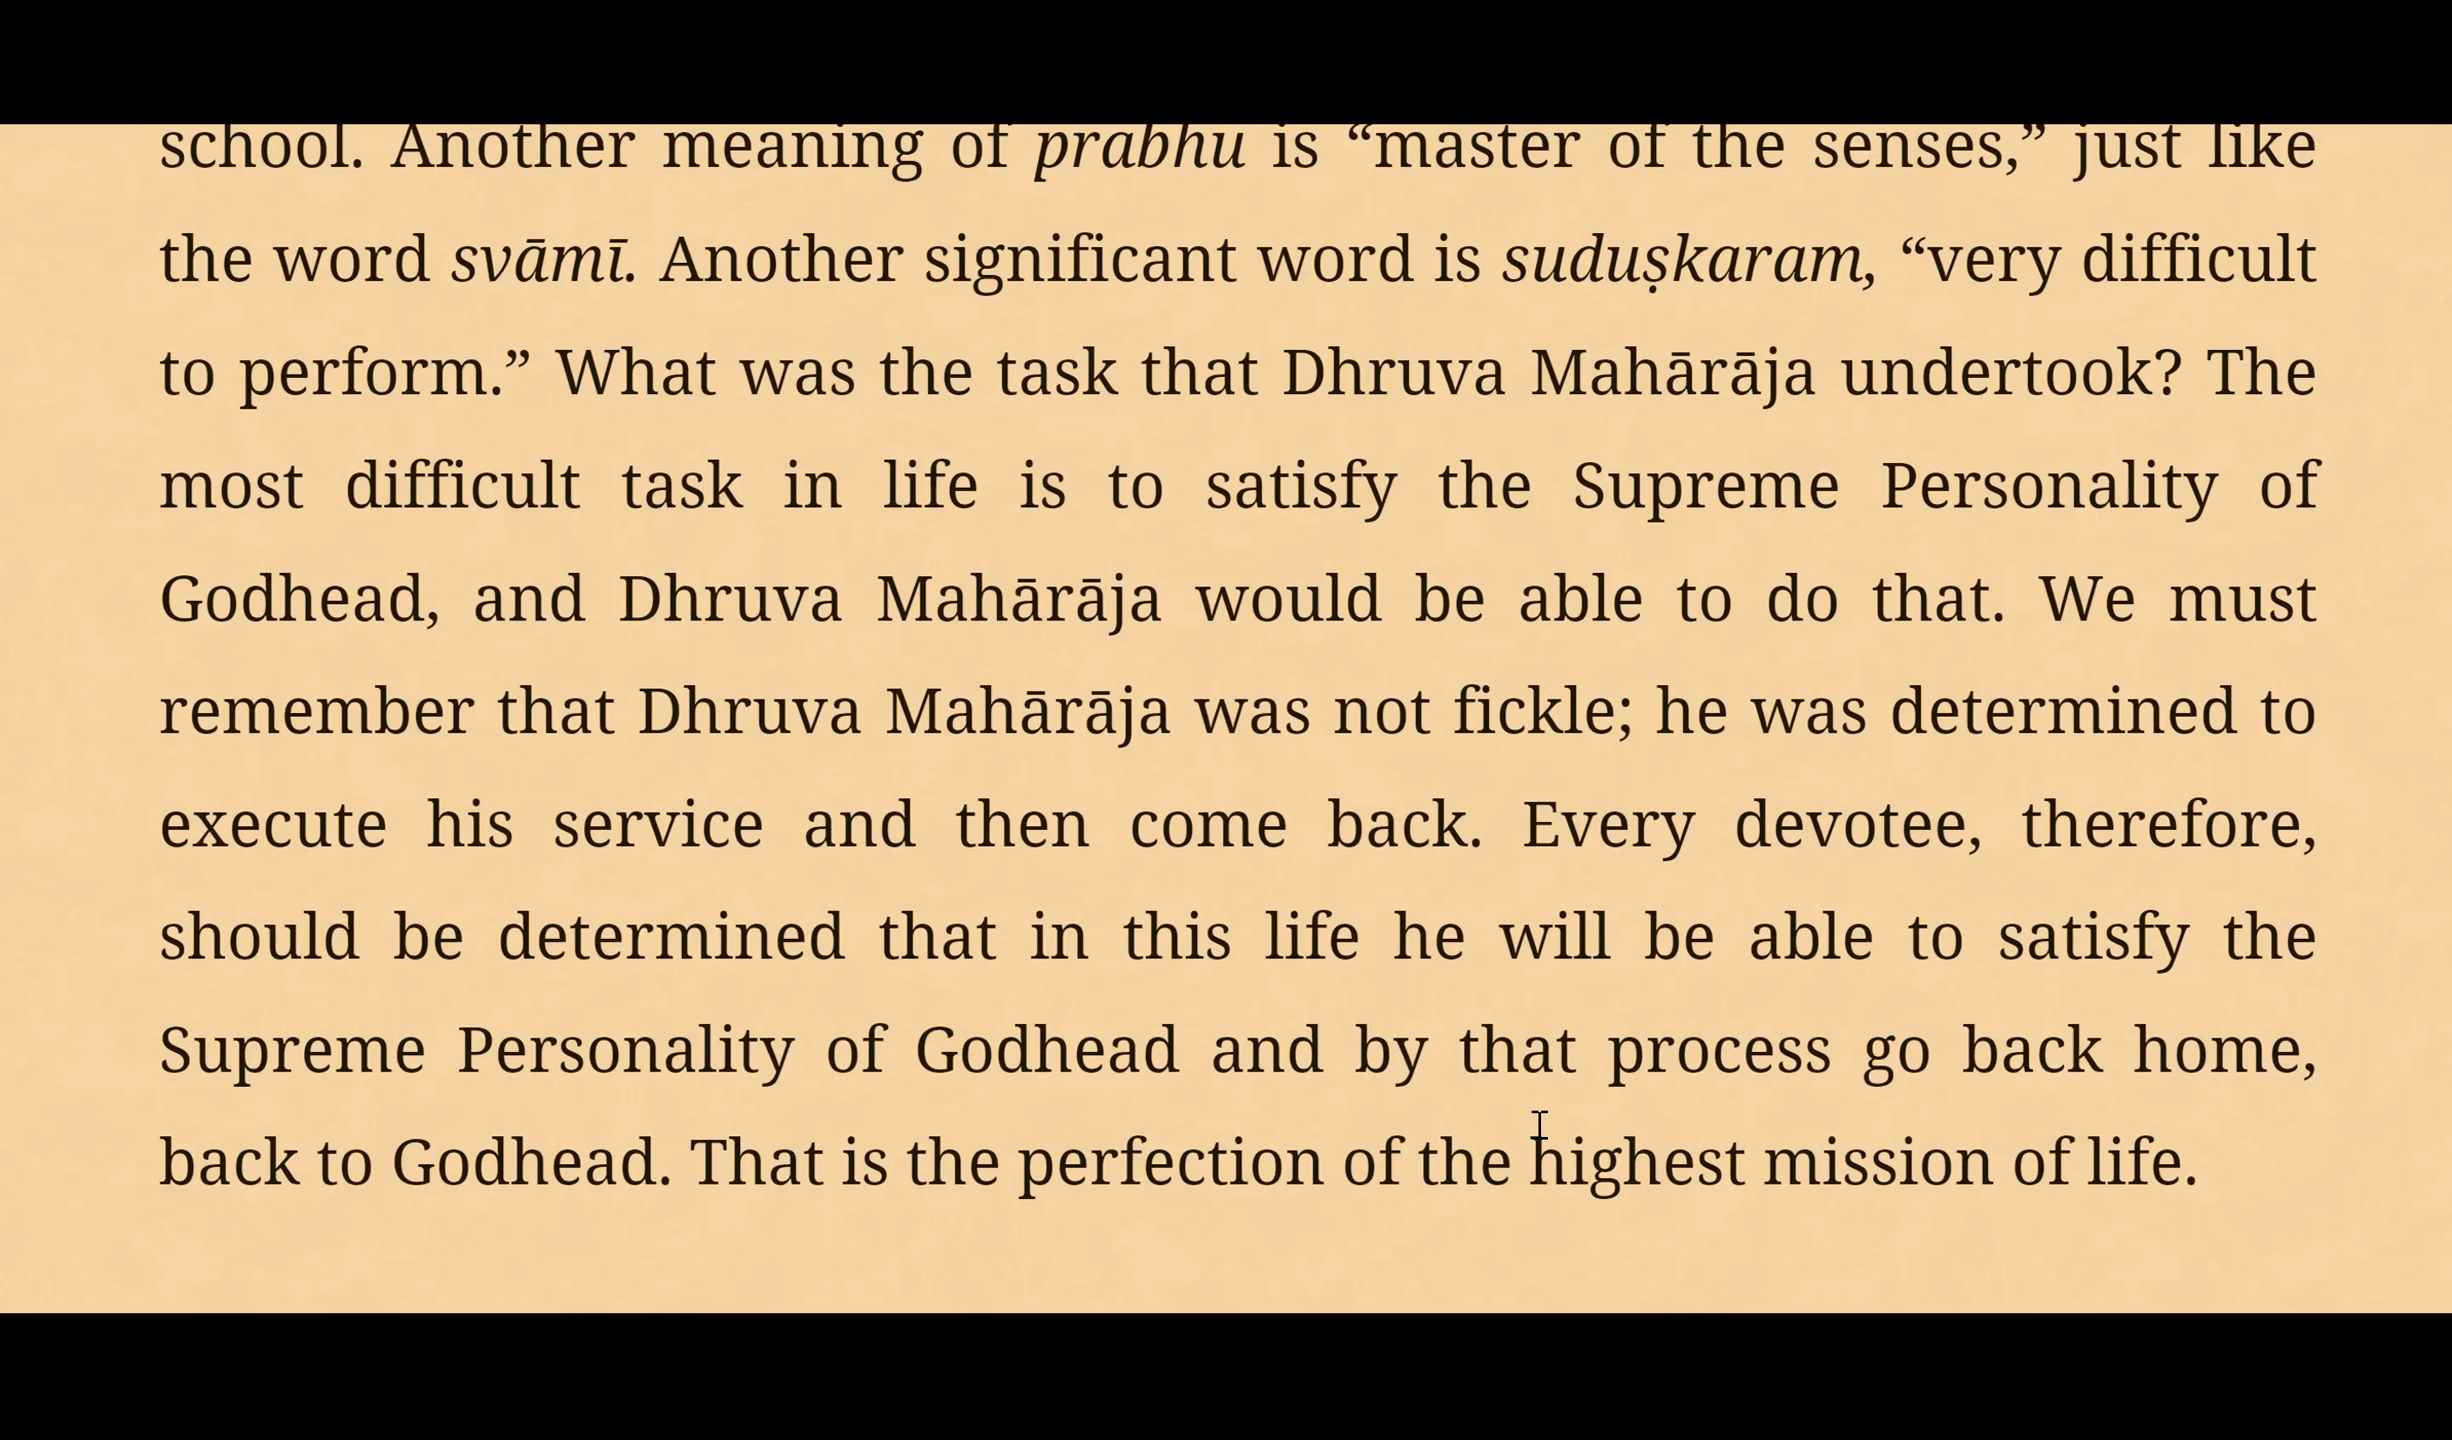 school. Another meaning of prabhu is “master of the senses,” just like
the word svāmī. Another significant word is suduṣkaram, “very difficult
to perform.” What was the task that Dhruva Mahārāja undertook? The
most difficult task in life is to satisfy the Supreme Personality of
Godhead, and Dhruva Mahārāja would be able to do that. We must
remember that Dhruva Mahārāja was not fickle; he was determined to
execute his service and then come back. Every devotee, therefore,
should be determined that in this life he will be able to satisfy the
Supreme Personality of Godhead and by that process go back home,
back to Godhead. That is the perfection of the highest mission of life.